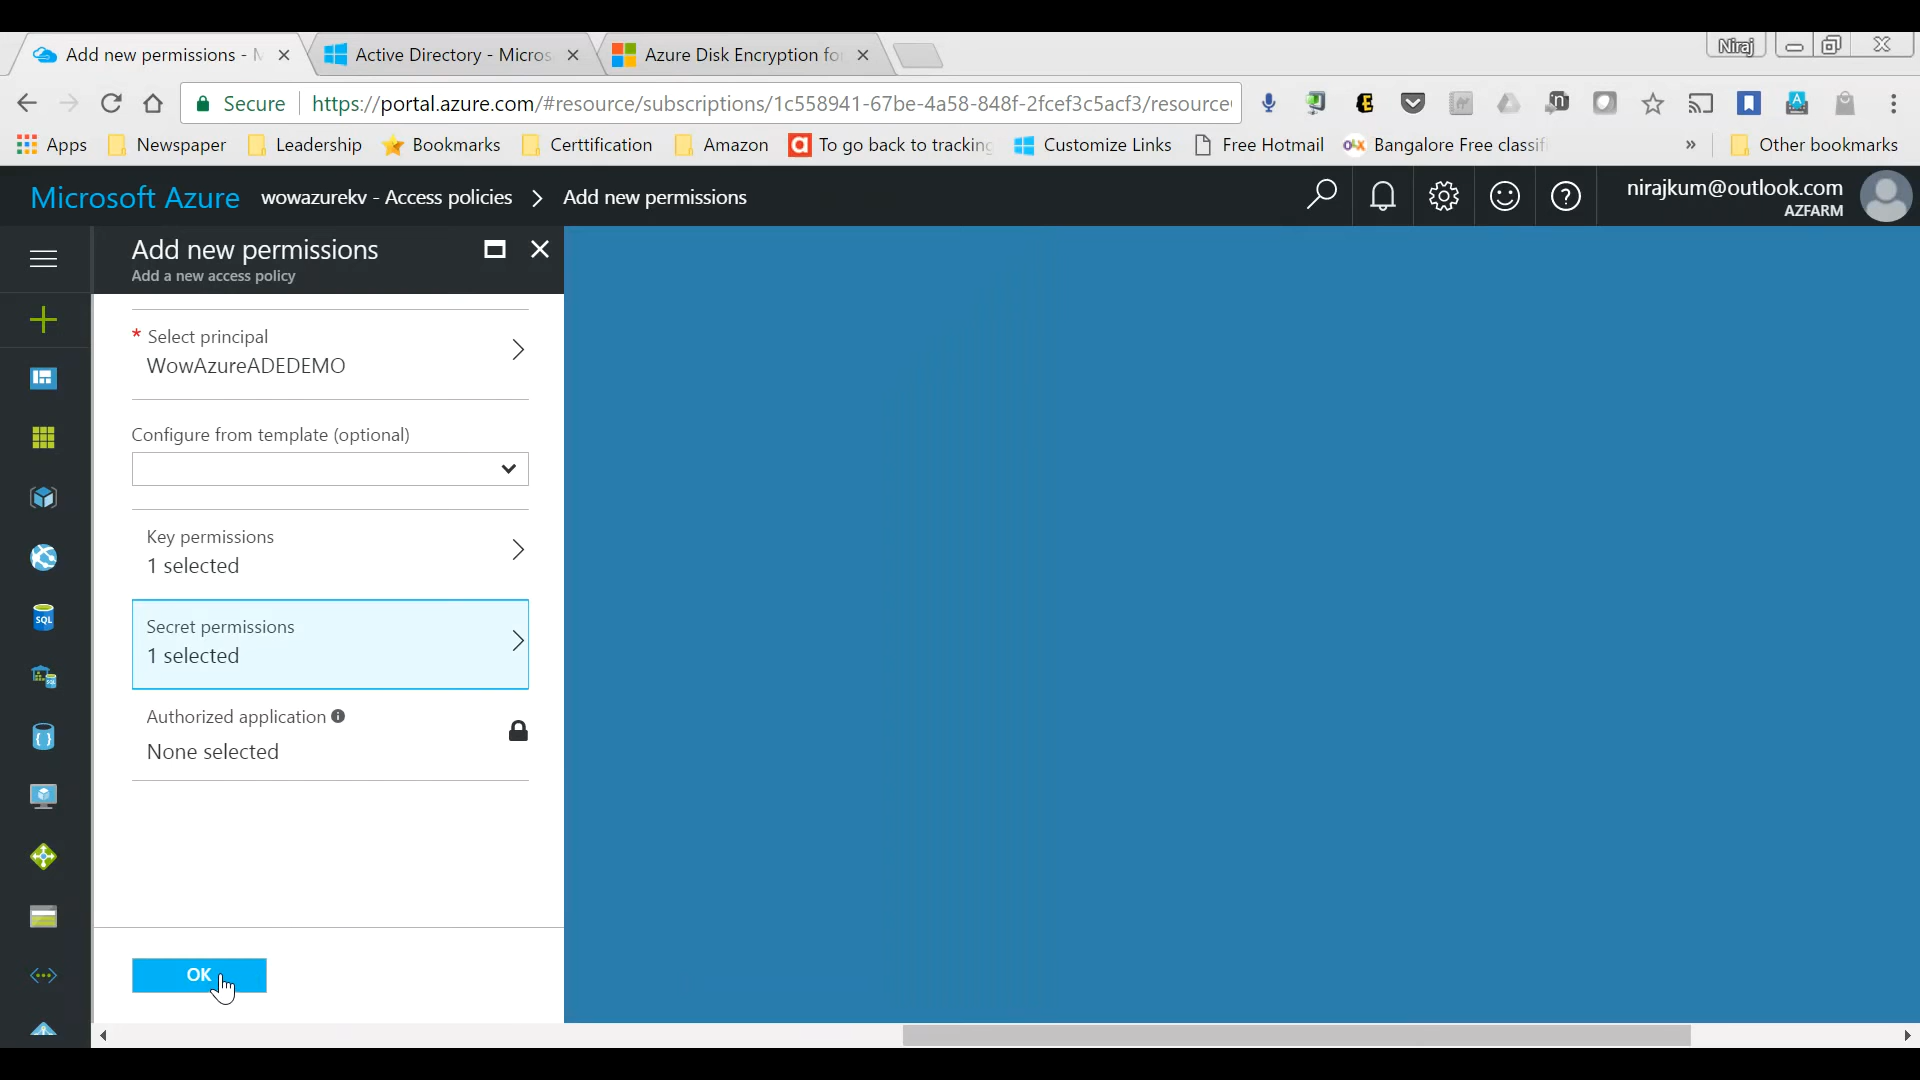 Add new permissions - M
Active Directory - Micros
Azure Disk Encryption for
Niraj
Secure
https://portal.azure.com/#resource/subscriptions/1c558941-67be-4a58-848f-2fcef3c5acf3/resource
Apps
Newspaper
Leadership
Bookmarks
Certtification
Amazon
To go back to tracking
Customize Links
Free Hotmail
Bangalore Free classifi
»
Other bookmarks
Microsoft Azure
wowazurekv - Access policies
Add new permissions
nirajkum@outlook.com
AZFARM
Add new permissions
Add a new access policy
* Select principal
WowAzureADEDEMO
Configure from template (optional)
Key permissions
1 selected
SQL
Secret permissions
1 selected
Authorized application
None selected
OK